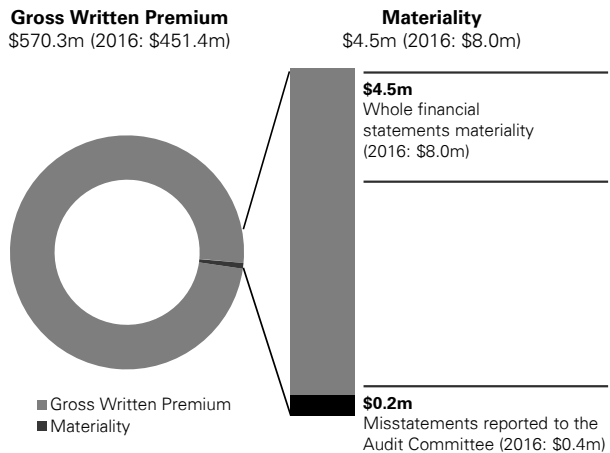 Gross Written Premium
$570.3m (2016: $451.4m)
Materiality
$4.5m (2016: $8.0m)
$4.5m
Whole financial
statements materiality
(2016: $8.0m)
$0.2m
Misstatements reported to the
Audit Committee (2016: $0.4m)
Gross Written Premium
Materiality